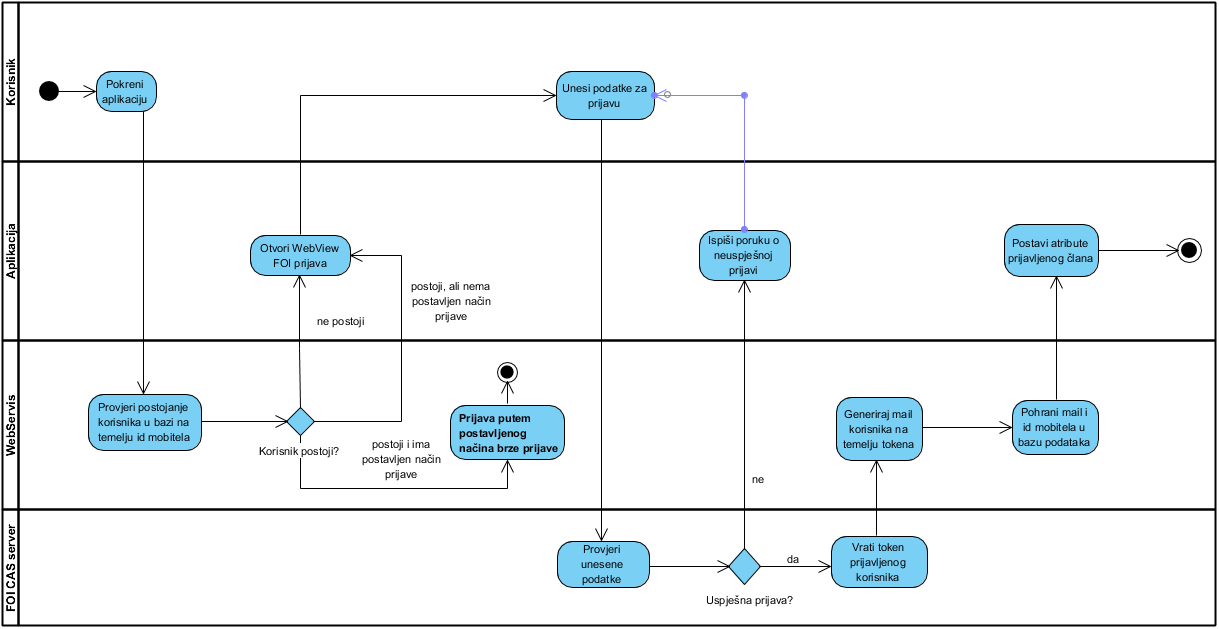 Korisnik
Pokreni
aplikaciju
Unesi podatke za
prijavu
Aplikacija
Otvori WebView
FOI prijava
ne postoji
postoji, ali nema
postavljen način
prijave
Ispiši poruku o
neuspješnoj
prijavi
Postavi atribute
prijavljenog člana
WebServis
Provjeri postojanje
korisnika u bazi na
temelju id mobitela
Korisnik postoji?
postoji i ima
postavljen način
prijave
Prijava putem
postavljenog
načina brze prijave
ne
Generiraj mail
korisnika na
temelju tokena
Pohrani mail i
id mobitela u
bazu podataka
FOI CAS server
Provjeri
unesene
podatke
Uspješna prijava?
da
Vrati token
prijavljenog
korisnika